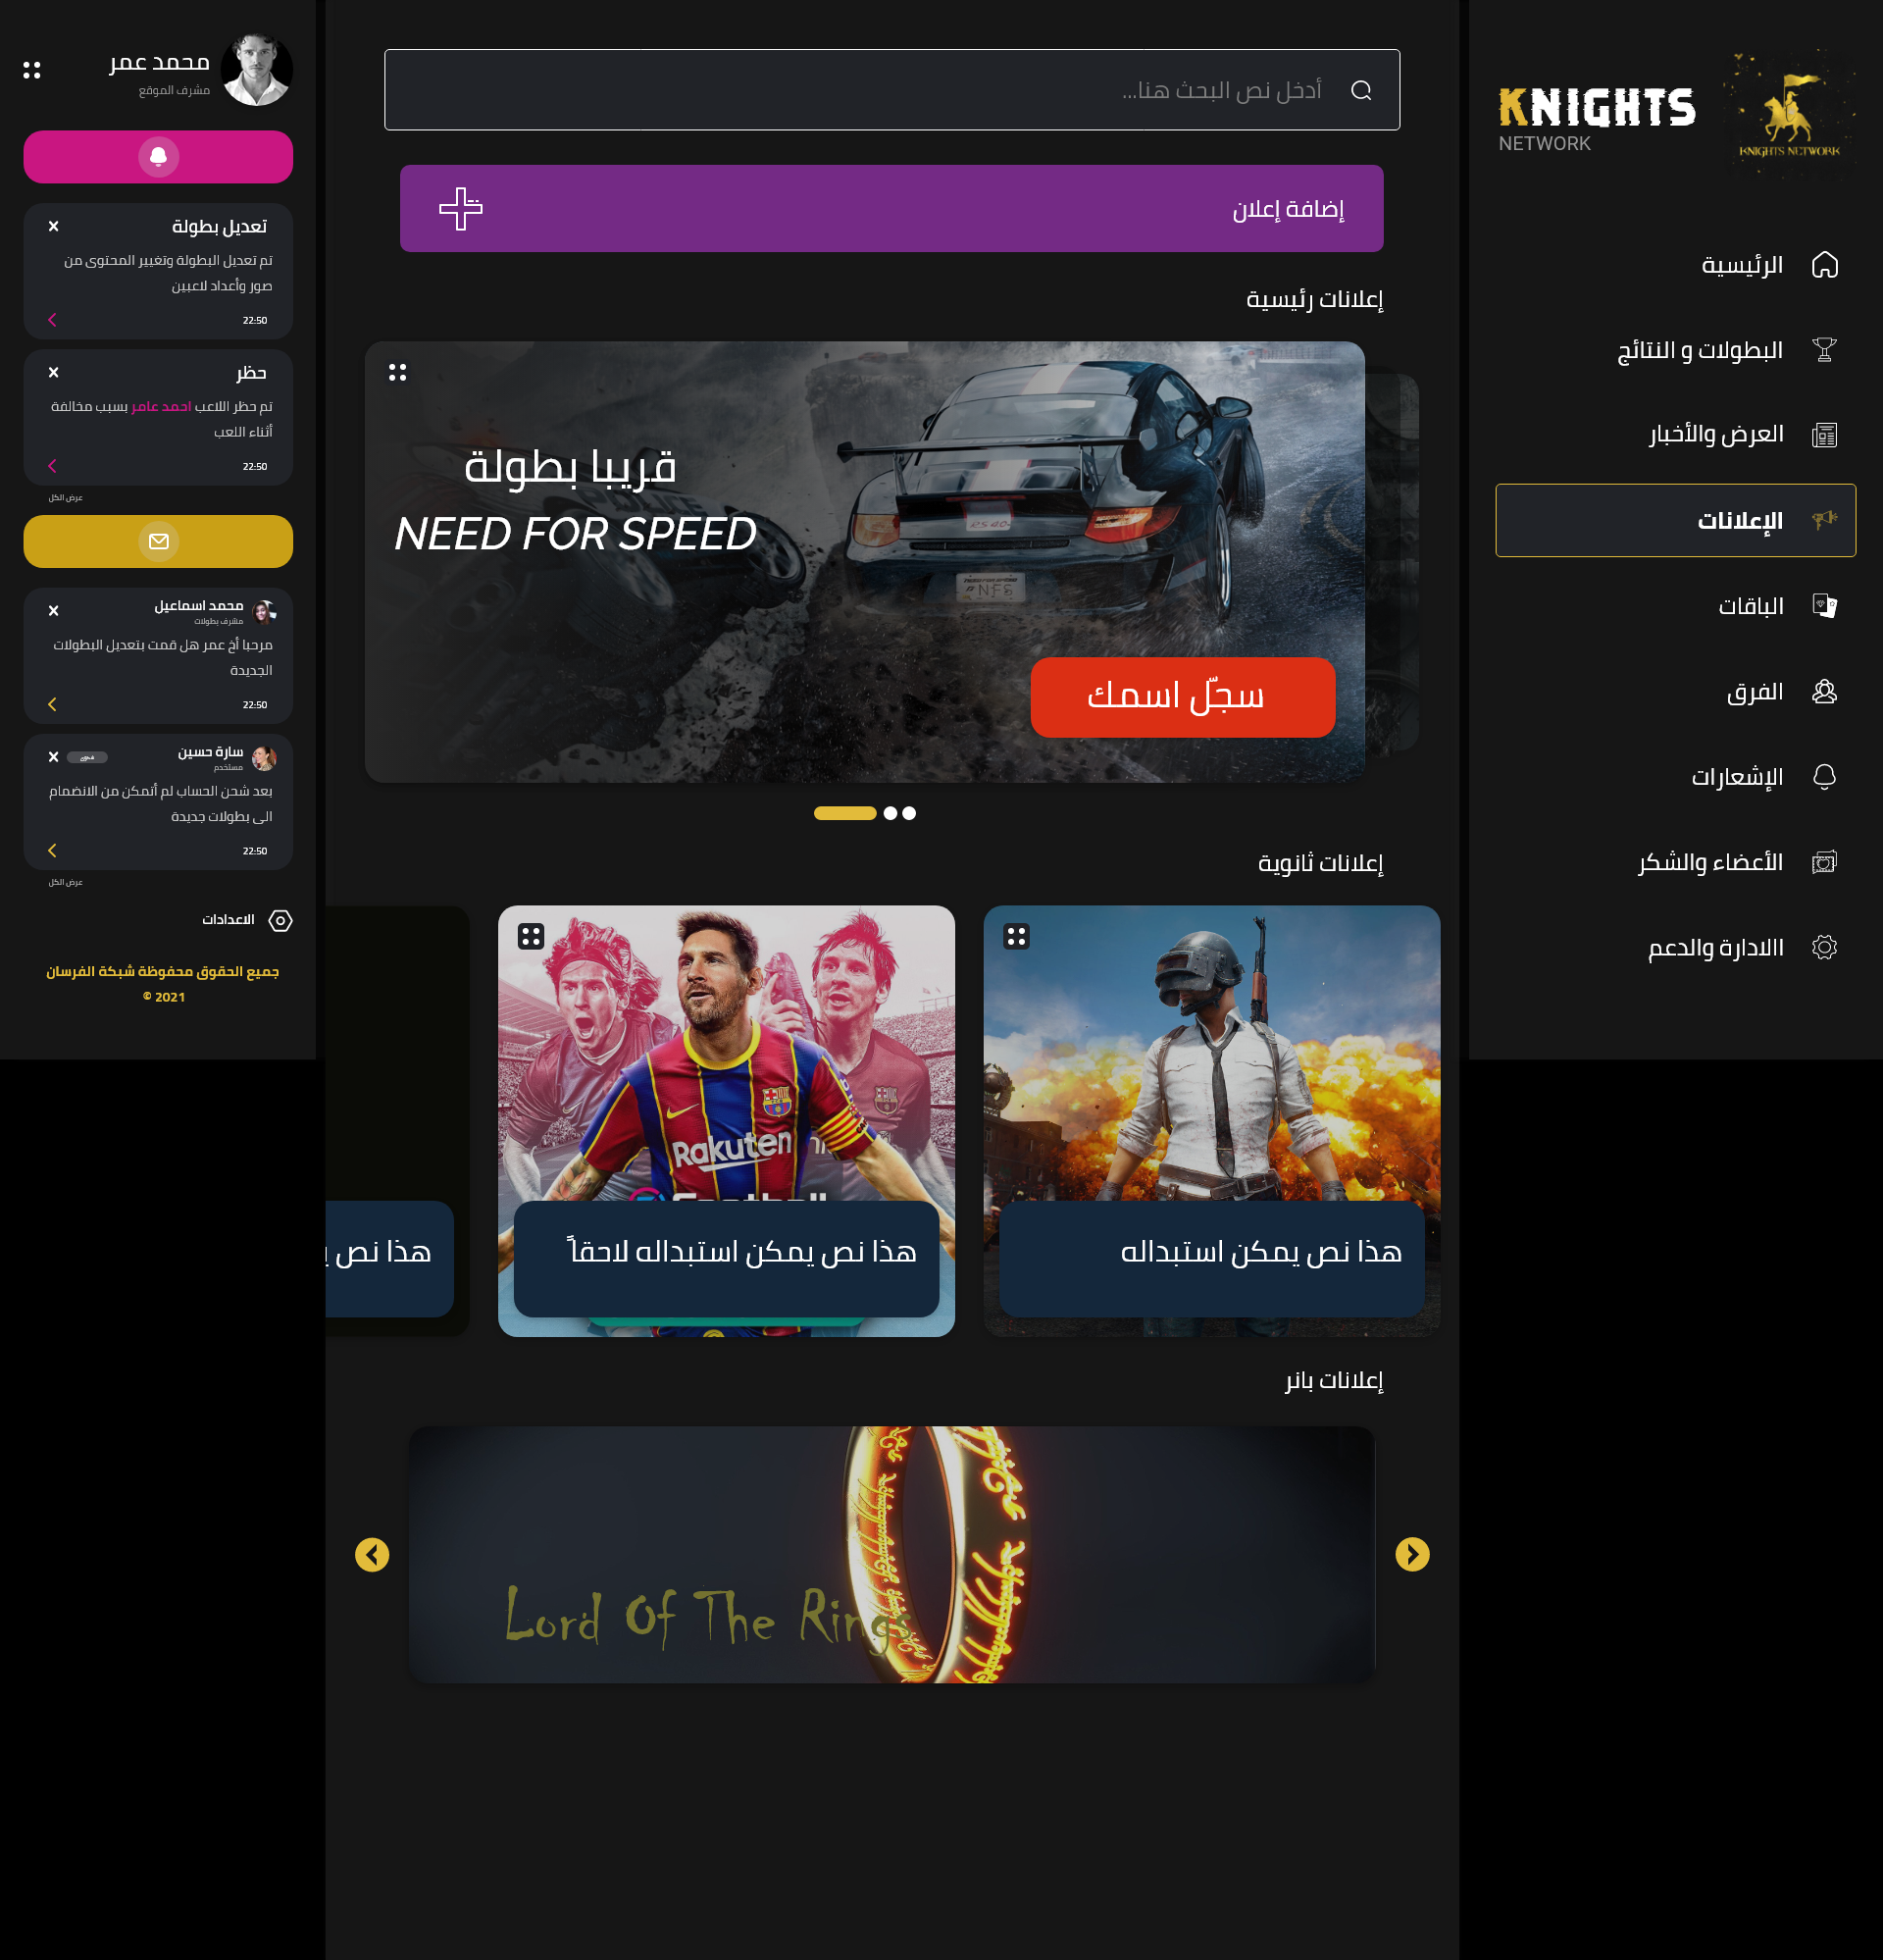 KNIGHTS
NETWORK
KNIGHTS NETWORK
الرئيسية
البطولات و النتائج
العرض والأخبار
الإعلانات
الباقات
الفرق
الإشعارات
الأعضاء والشكر
االادارة والدعم
أدخل نص البحث هنا...
إضافة إعلان
إعلانات رئيسية
قريبا بطولة
NEED FOR SPEED
سجّل اسمك
إعلانات ثانوية
هذا نص يمكن استبداله
Rakuten
هذا نص يمكن استبداله لاحقاً
هذا نص
إعلانات بانر
Lord Of The Rings
محمد عمر
مشرف الموقع
تعديل بطولة
تم تعديل البطولة وتغيير المحتوى من
صور وأعداد لاعبين
22:50
حظر
تم حظر اللاعب احمد عامر بسبب مخالفة
أثناء اللعب
22:50
عرض الكل
محمد اسماعيل
مشرف بطولات
مرحبا أخ عمر هل قمت بتعديل البطولات
الجديدة
22:50
سارة حسين
مستخدم
بعد شحن الحساب لم أتمكن من الانضمام
الى بطولات جديدة
22:50
عرض الكل
الاعدادات
جميع الحقوق محفوظة شبكة الفرسان
© 2021